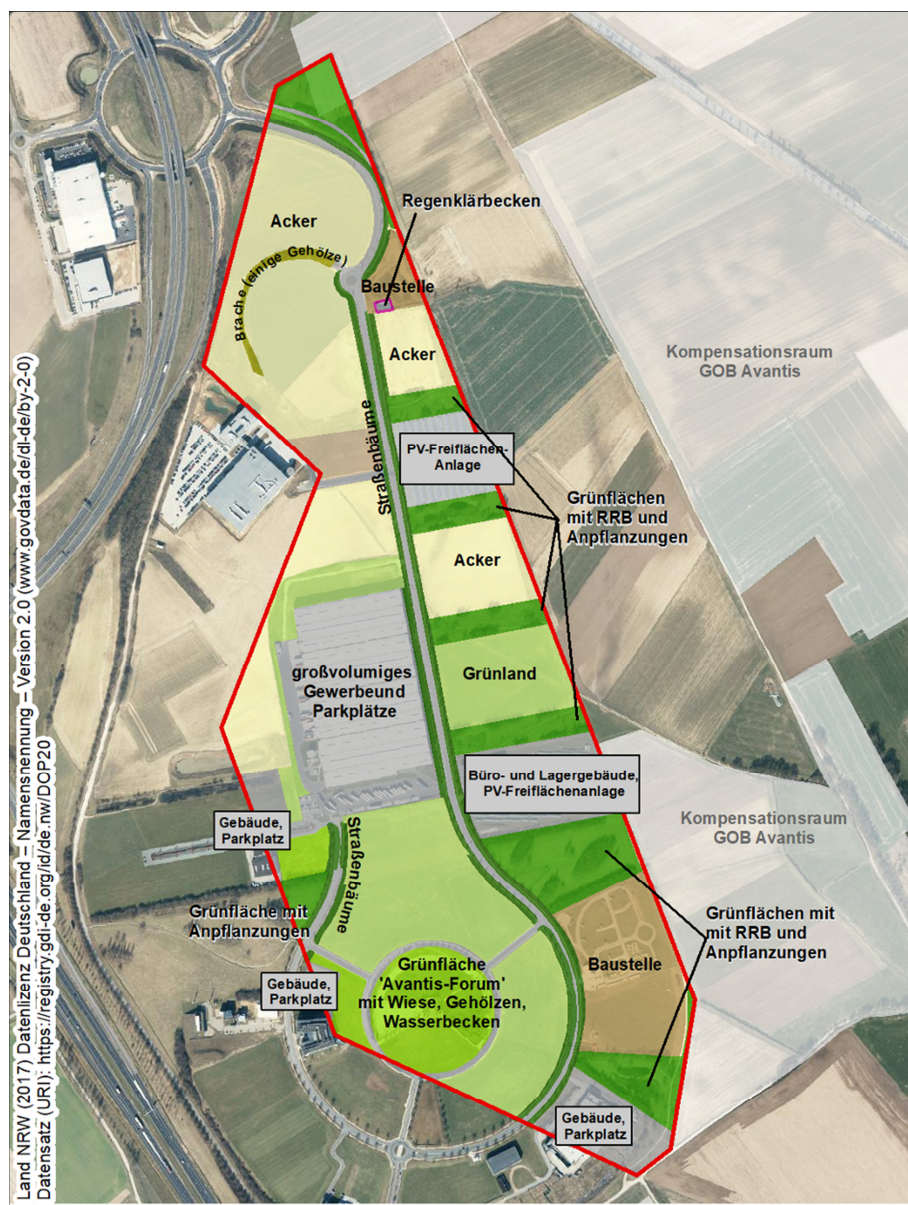 Regenklärbecken
Acker
Brache (einige Gehölze)
Baustelle
Acker
Kompensationsraum
GOB Avantis
Straßenbäume
PV-Freiflächen-
Anlage
Grünflächen
mit RRB und
Anpflanzungen
Acker
großvolumiges
Gewerbeund
Parkplätze
Grünland
Büro- und Lagergebäude,
PV-Freiflächenanlage
Kompensationsraum
GOB Avantis
Gebäude,
Parkplatz
Straßenbäume
Grünfläche mit
Anpflanzungen
Grünflächen mit
mit RRB und
Anpflanzungen
Baustelle
Grünfläche
'Avantis-Forum'
mit Wiese, Gehölzen,
Wasserbecken
Gebäude,
Parkplatz
Gebäude,
Parkplatz
Land NRW (2017) Datenlizenz Deutschland – Namensnennung – Version 2.0 (www.govdata.de/dl-de/by-2-0)
Datensatz (URI): https://registry.gdi-de.org/id/de.nw/DOP20